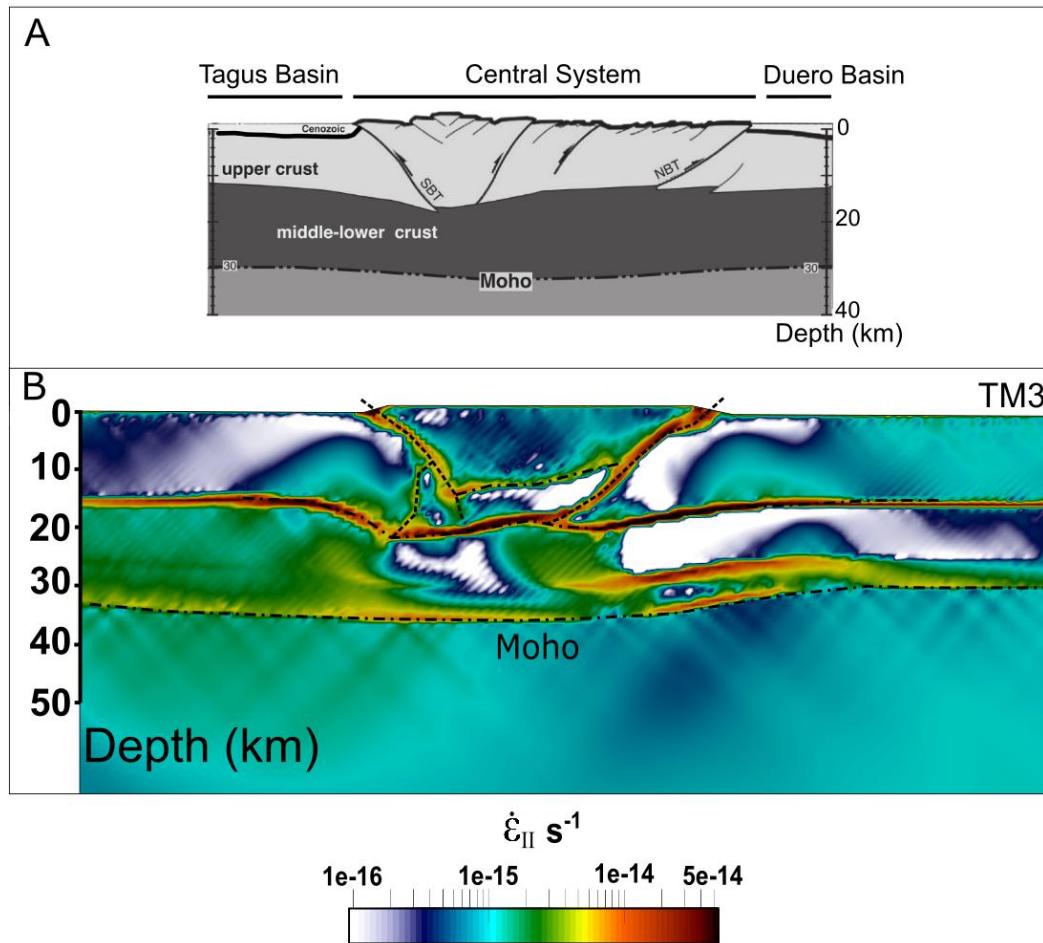 A
Tagus Basin Central System Duero Basin
Cenozoic
0
upper crust
SBT
NBT
20
middle-lower crust
30
30
Moho
40
Depth (km)
B
TM3
0
10
20
30
40
50
Moho
Depth (km)
ε̇II s-1
1e-16 1e-15 1e-14 5e-14